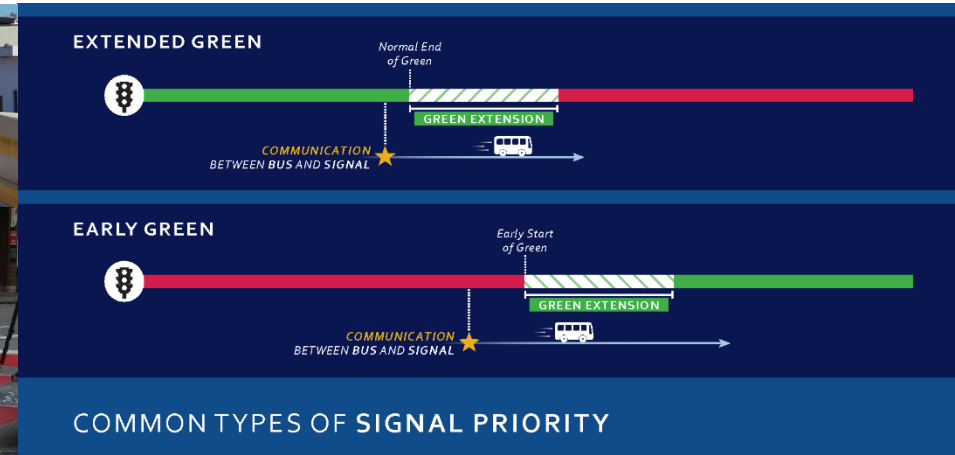 EXTENDED GREEN
Normal End
of Green
GREEN EXTENSION
COMMUNICATION
BETWEEN BUS AND SIGNAL
EARLY GREEN
Early Start
of Green
GREEN EXTENSION
COMMUNICATION
BETWEEN BUS AND SIGNAL
COMMON TYPES OF SIGNAL PRIORITY